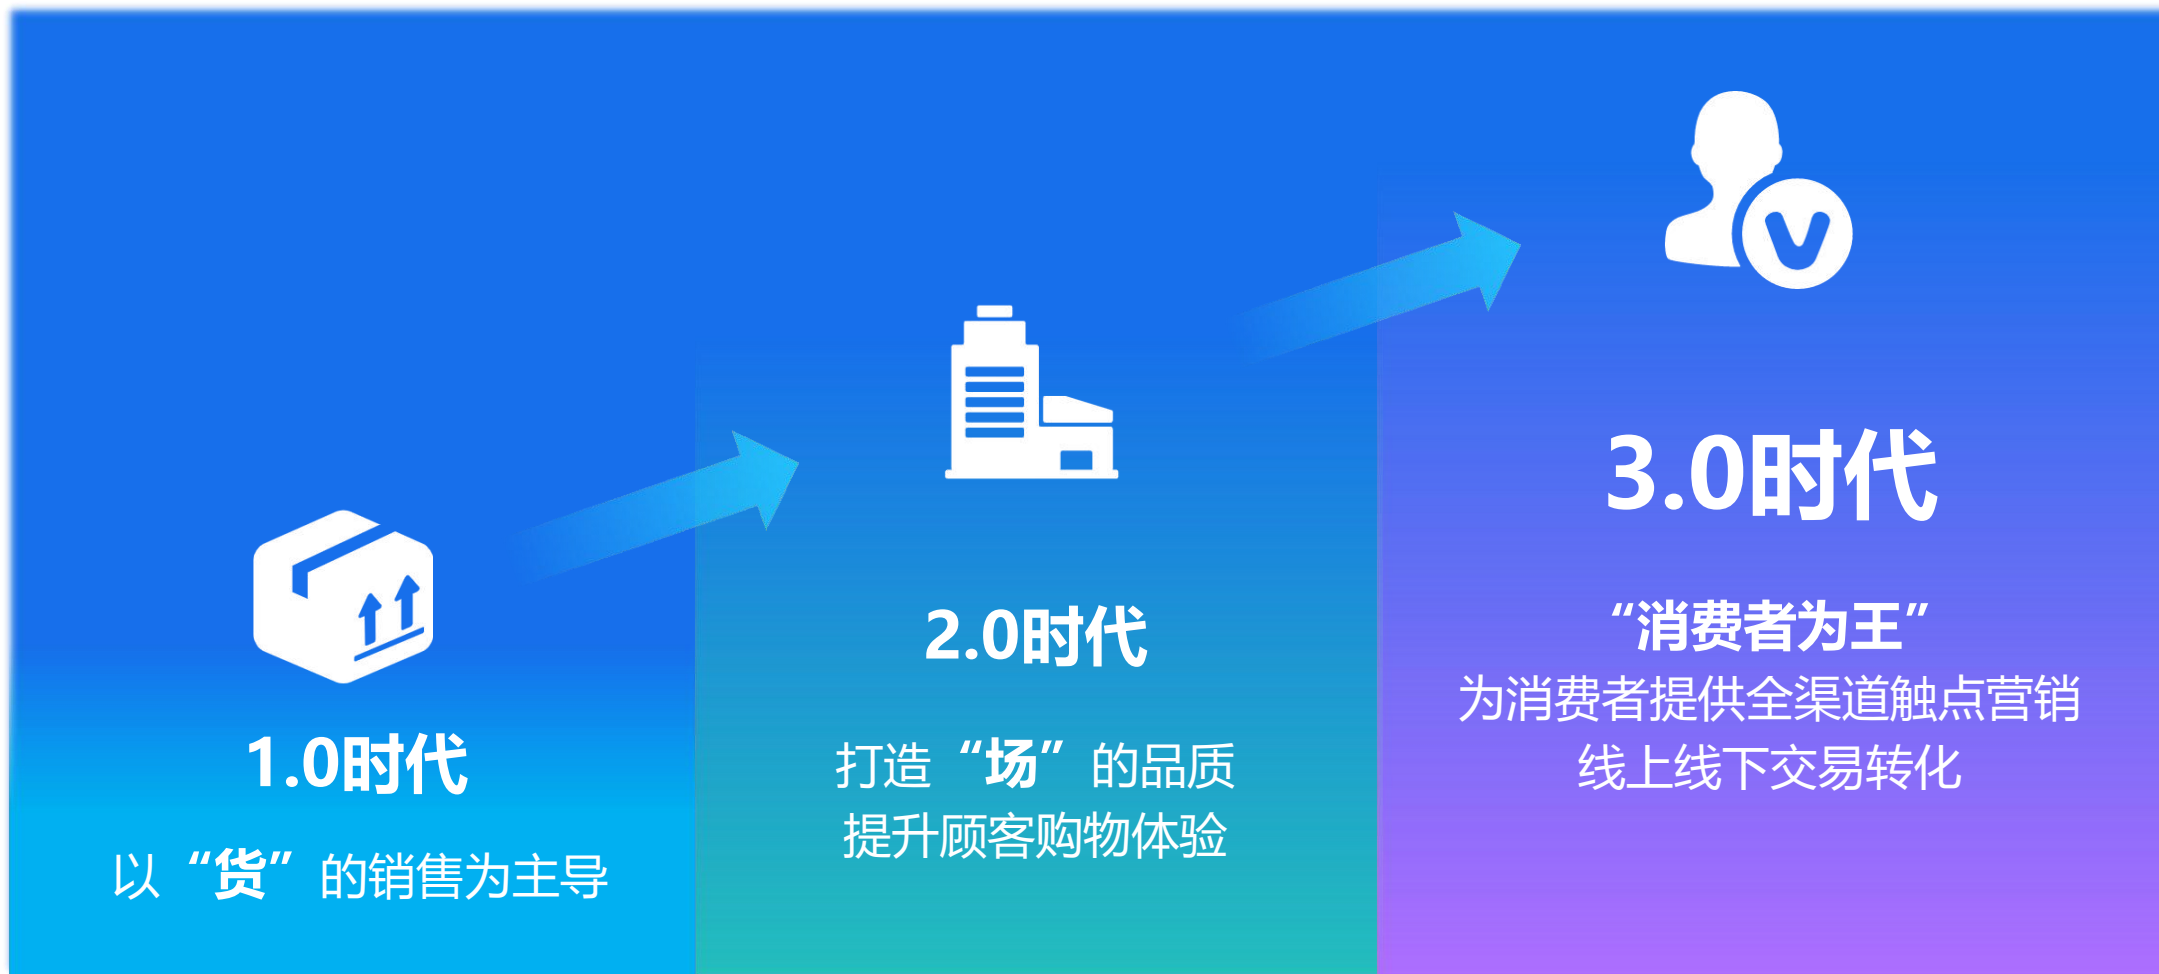 1.0时代
以“货”的销售为主导
2.0时代
打造“场”的品质
提升顾客购物体验
3.0时代
“消费者为王”
为消费者提供全渠道触点营销
线上线下交易转化